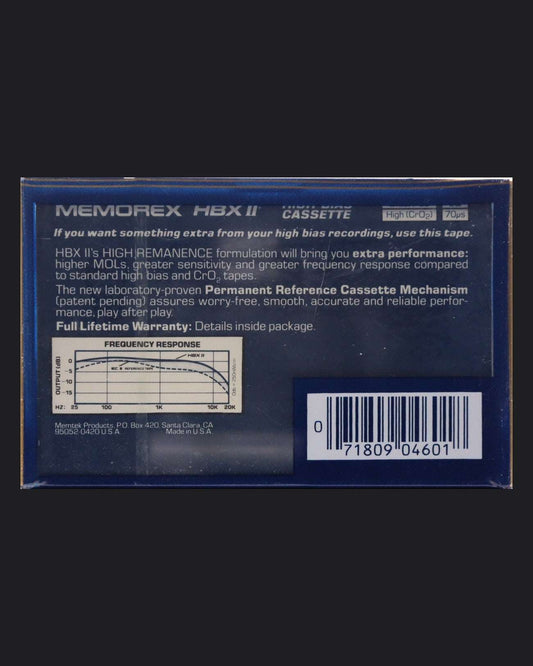 MEMOREX HBX II
HIGH BIAS
CASSETTE
High (CrO₂) 70µs
If you want something extra from your high bias recordings, use this tape.
HBX II's HIGH REMANENCE formulation will bring you extra performance:
higher MOLs, greater sensitivity and greater frequency response compared
to standard high bias and CrO₂ tapes.
The new laboratory-proven Permanent Reference Cassette Mechanism
(patent pending) assures worry-free, smooth, accurate and reliable perfor-
mance, play after play.
Full Lifetime Warranty: Details inside package.
FREQUENCY RESPONSE
HBX II
OUTPUT (dB)
0
-5
-10
-15
HZ: 25 100 1K 10K 20K
Memtek Products, P.O. Box 420, Santa Clara, CA
95052-0420 U.S.A. Made in U.S.A.
0 71809 04601